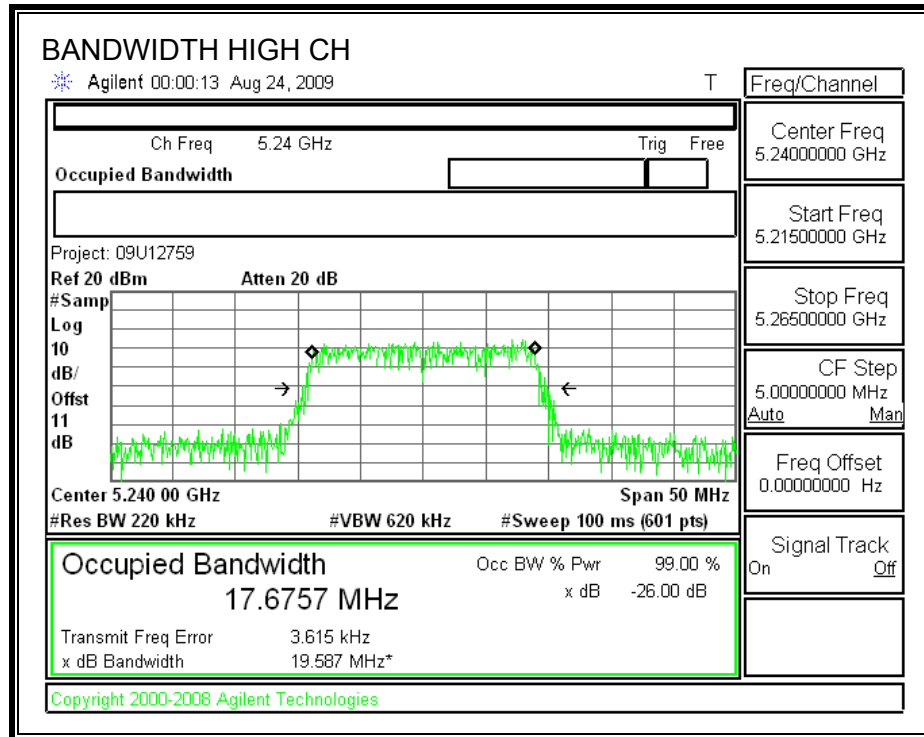 BANDWIDTH HIGH CH
Agilent 00:00:13 Aug 24, 2009 T
Freq/Channel
Ch Freq 5.24 GHz Trig Free
Occupied Bandwidth
Center Freq
5.24000000 GHz
Start Freq
5.21500000 GHz
Stop Freq
5.26500000 GHz
CF Step
5.00000000 MHz
Auto Man
Freq Offset
0.00000000 Hz
Signal Track
On Off
Project: 09U12759
Ref 20 dBm Atten 20 dB
#Samp
Log
10
dB/
Offst
11
dB
Center 5.240 00 GHz Span 50 MHz
#Res BW 220 kHz #VBW 620 kHz #Sweep 100 ms (601 pts)
Occupied Bandwidth Occ BW % Pwr 99.00 %
17.6757 MHz x dB -26.00 dB
Transmit Freq Error 3.615 kHz
x dB Bandwidth 19.587 MHz*
Copyright 2000-2008 Agilent Technologies